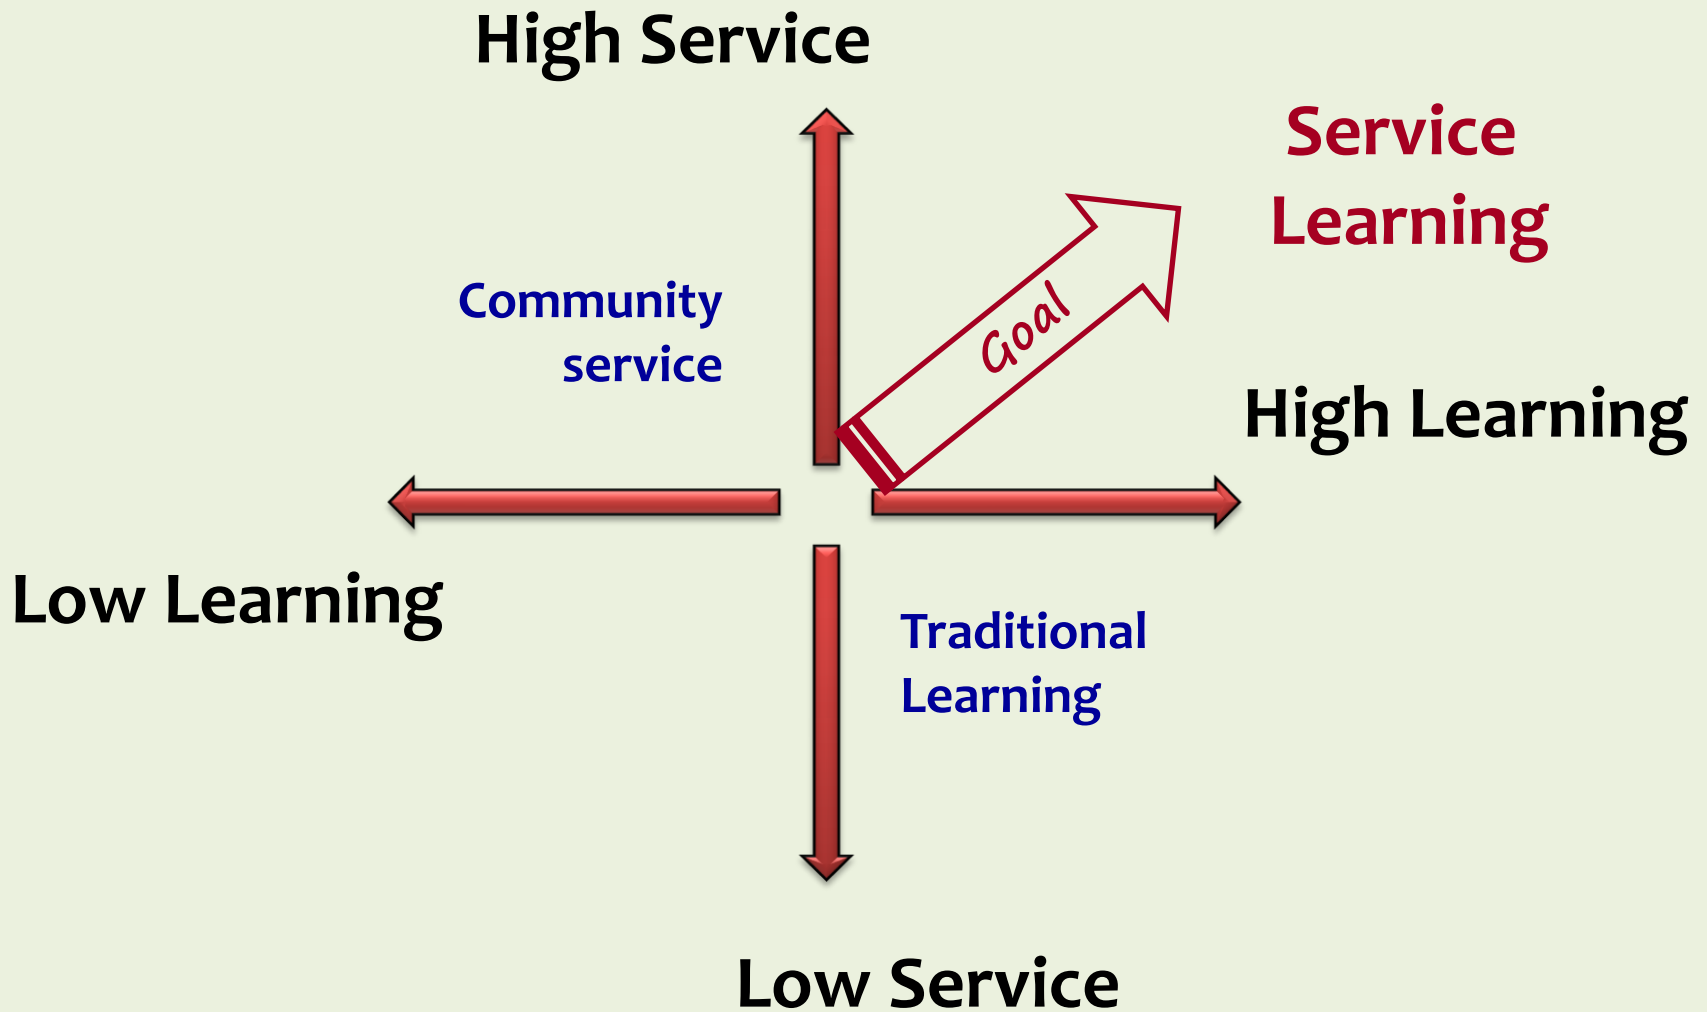 High Service
Service
Learning
Community
service
Goal
High Learning
Low Learning
Traditional
Learning
Low Service